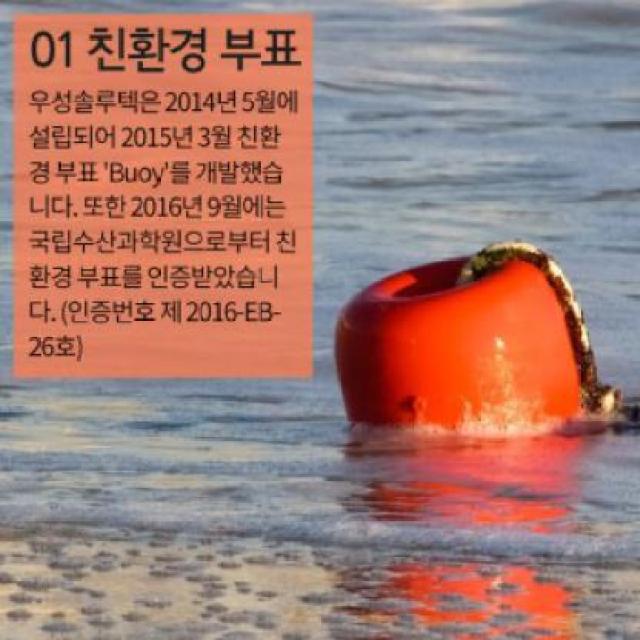 01 친환경 부표
우성솔루텍은 2014년 5월에
설립되어 2015년 3월 친환
경 부표 'Buoy'를 개발했습
니다. 또한 2016년 9월에는
국립수산과학원으로부터 친
환경 부표를 인증받았습니
다. (인증번호 제 2016-EB-
26호)